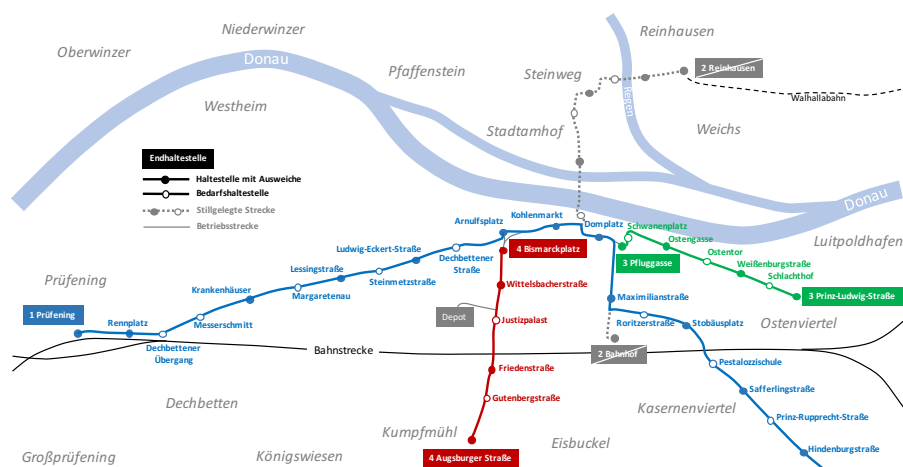 Niederwinzer
Reinhausen
Oberwinzer
Donau
Pfaffenstein
Steinweg
2 Reinhausen
Regen
Walhallabahn
Westheim
Stadtamhof
Weichs
Endhaltestelle
Haltestelle mit Ausweiche
Bedarfshaltestelle
Stillgelegte Strecke
Betriebsstrecke
Donau
Luitpoldhafen
Arnulfsplatz
Kohlenmarkt
Domplatz
Schwanenplatz
Ostengasse
Ludwig-Eckert-Straße
Dechbettener
Straße
4 Bismarckplatz
3 Pfluggasse
Ostentor
Weißenburgstraße
Schlachthof
Lessingstraße
Steinmetzstraße
Prüfening
Krankenhäuser
Margaretenau
Wittelsbacherstraße
Maximilianstraße
3 Prinz-Ludwig-Straße
1 Prüfening
Rennplatz
Messerschmitt
Depot
Justizpalast
Roritzerstraße
Stobäusplatz
Ostenviertel
Dechbettener
Übergang
Bahnstrecke
2 Bahnhof
Friedenstraße
Pestalozzischule
Safferlingstraße
Gutenbergstraße
Dechbetten
Kasernenviertel
Prinz-Rupprecht-Straße
Kumpfmühl
Eisbuckel
Hindenburgstraße
Großprüfening
Königswiesen
4 Augsburger Straße